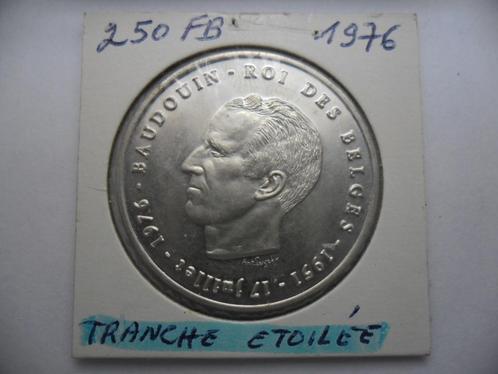 250 FB 1976
BAUDOUIN - ROI DES BELGES - 1951 - 17 Juillet - 1976 -
TRANCHE ETOILÉE